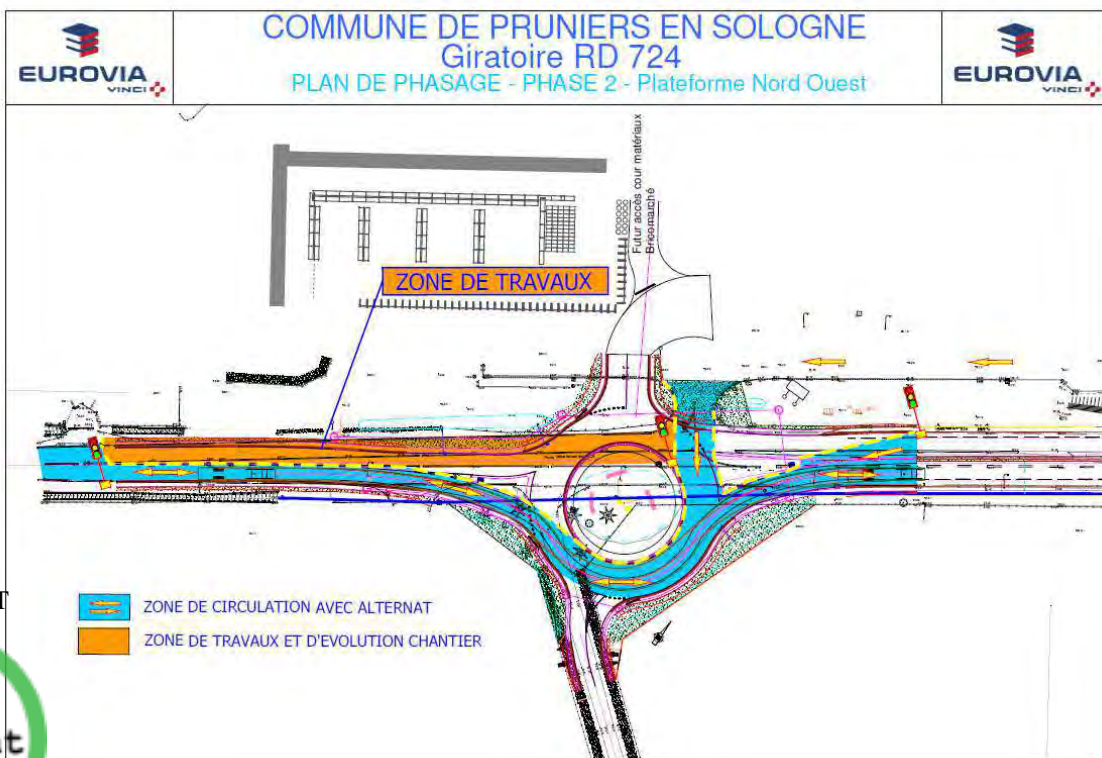 EUROVIA
VINCI
COMMUNE DE PRUNIERS EN SOLOGNE
Giratoire RD 724
PLAN DE PHASAGE - PHASE 2 - Plateforme Nord Ouest
EUROVIA
VINCI
Futur accès cour matériaux
Bricomarché
ZONE DE TRAVAUX
T
ZONE DE CIRCULATION AVEC ALTERNAT
ZONE DE TRAVAUX ET D'EVOLUTION CHANTIER